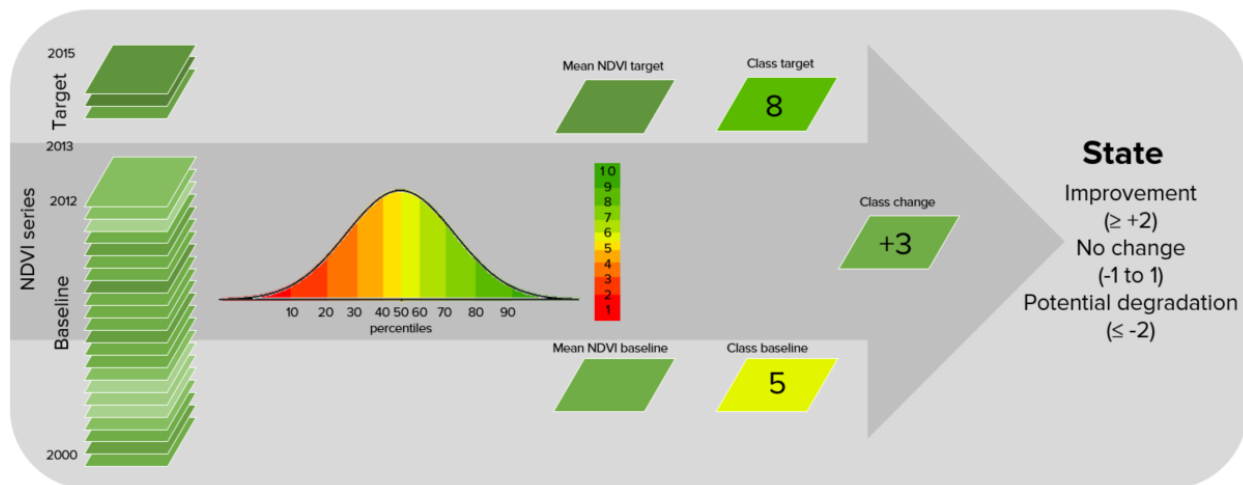 2015
Target
2013
NDVI series
2012
Baseline
2000
10 20 30 40 50 60 70 80 90
percentiles
10
9
8
7
6
5
4
3
2
1
Mean NDVI target
Class target
8
Class change
+3
Mean NDVI baseline
Class baseline
5
State
Improvement
(≥ +2)
No change
(-1 to 1)
Potential degradation
(≤ -2)